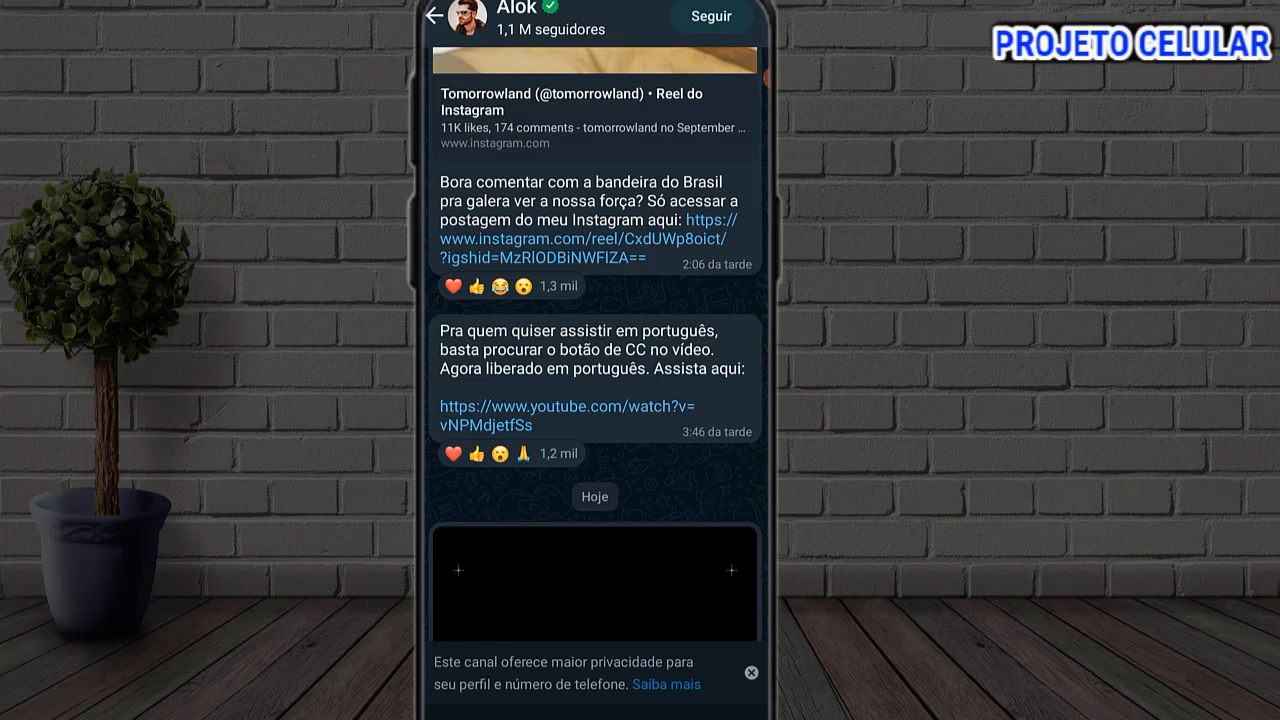 Alok
1,1 M seguidores
Seguir
PROJETO CELULAR
Tomorrowland (@tomorrowland) • Reel do
Instagram
11K likes, 174 comments - tomorrowland no September ...
www.instagram.com
Bora comentar com a bandeira do Brasil
pra galera ver a nossa força? Só acessar a
postagem do meu Instagram aqui: https://
www.instagram.com/reel/CxdUWp8oict/
?igshid=MzRlODBiNWFlZA==
2:06 da tarde
1,3 mil
Pra quem quiser assistir em português,
basta procurar o botão de CC no vídeo.
Agora liberado em português. Assista aqui:
https://www.youtube.com/watch?v=
vNPMdjetfSs
3:46 da tarde
1,2 mil
Hoje
Este canal oferece maior privacidade para
seu perfil e número de telefone. Saiba mais